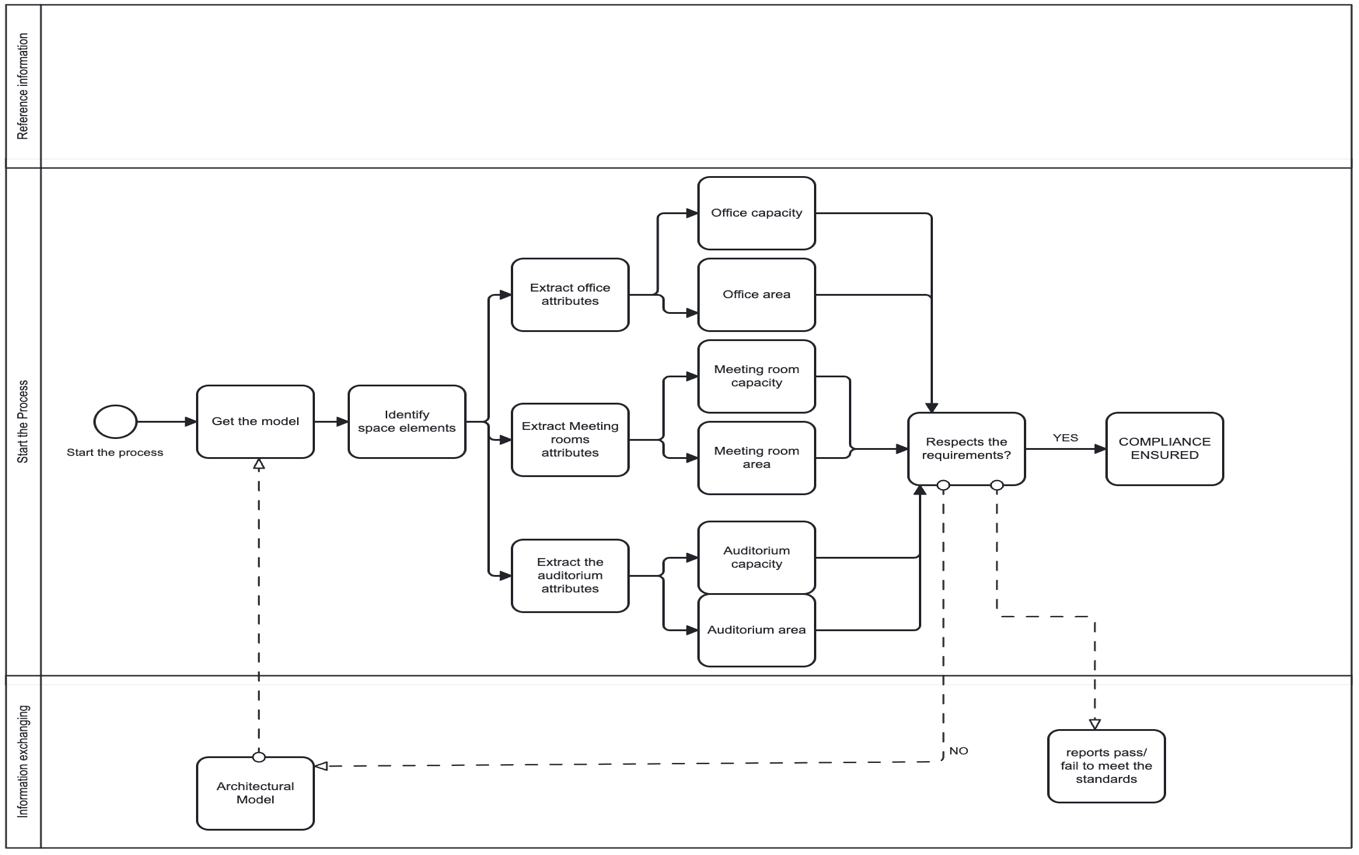 Reference information
Start the Process
Start the process
Get the model
Identify
space elements
Extract office
attributes
Extract Meeting
rooms
attributes
Extract the
auditorium
attributes
Office capacity
Office area
Meeting room
capacity
Meeting room
area
Auditorium
capacity
Auditorium area
Respects the
requirements?
YES
COMPLIANCE
ENSURED
Information exchanging
Architectural
Model
NO
reports pass/
fail to meet the
standards